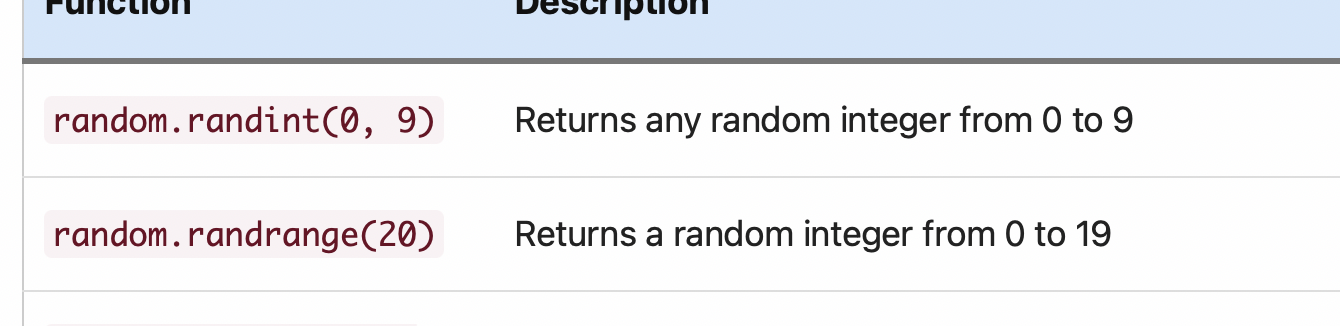 Function Description
random.randint(0, 9) Returns any random integer from 0 to 9
random.randrange(20) Returns a random integer from 0 to 19